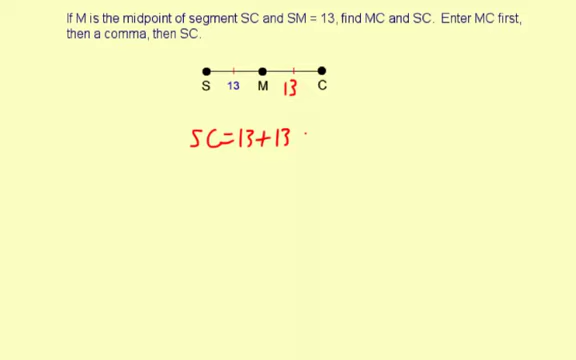 If M is the midpoint of segment SC and SM = 13, find MC and SC. Enter MC first,
then a comma, then SC.
S 13 M 13 C
SC=13+13